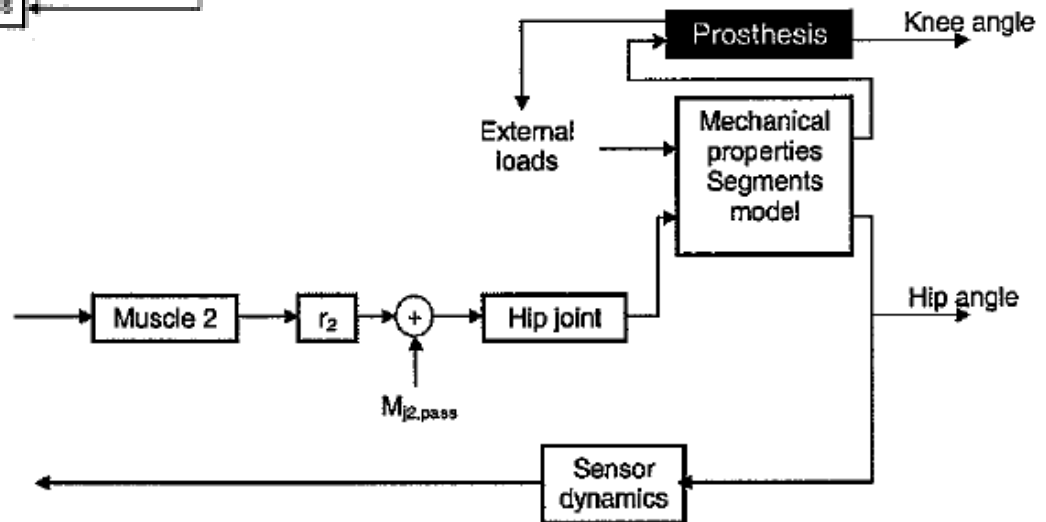 Prosthesis
Knee angle
External
loads
Mechanical
properties
Segments
model
Muscle 2
r₂
+
Hip joint
Hip angle
Mj2,pass
Sensor
dynamics